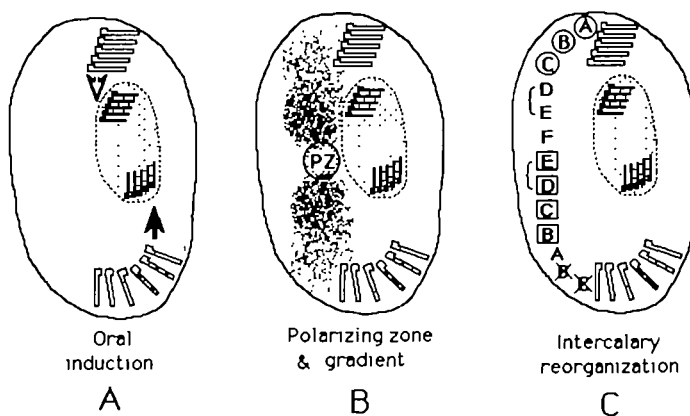 PZ
A
B
C
D
E
F
E
D
C
B
A
Oral
induction
A
Polarizing zone
& gradient
B
Intercalary
reorganization
C